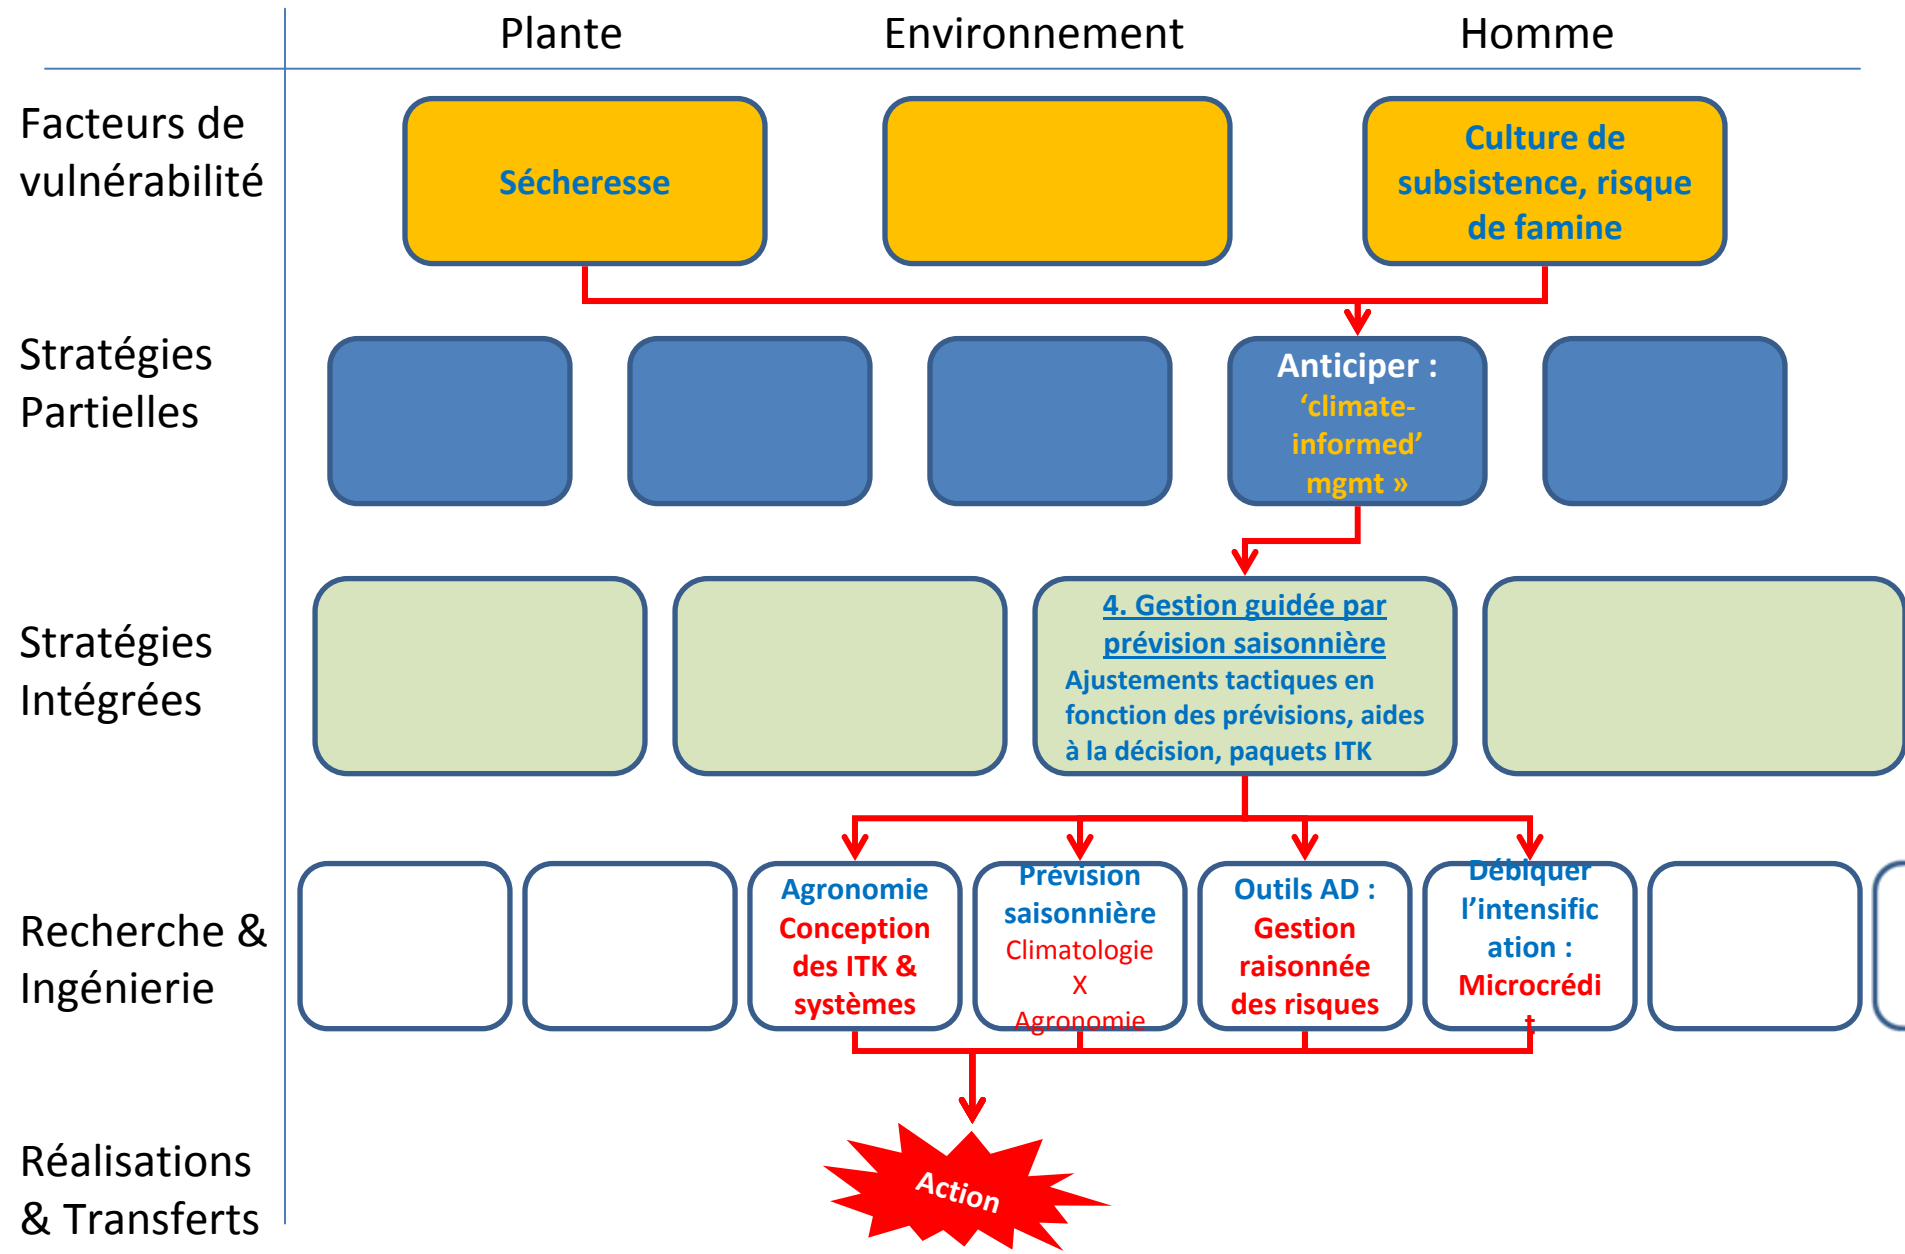 Plante
Environnement
Homme
Facteurs de
vulnérabilité
Sécheresse
Culture de
subsistence, risque
de famine
Stratégies
Partielles
Anticiper :
‘climate-
informed’
mgmt »
Stratégies
Intégrées
4. Gestion guidée par
prévision saisonnière
Ajustements tactiques en
fonction des prévisions, aides
à la décision, paquets ITK
Recherche &
Ingénierie
Agronomie
Conception
des ITK &
systèmes
Prévision
saisonnière
Climatologie
X
Agronomie
Outils AD :
Gestion
raisonnée
des risques
Débiquer
l’intensific
ation :
Microcrédi
t
Réalisations
& Transferts
Action